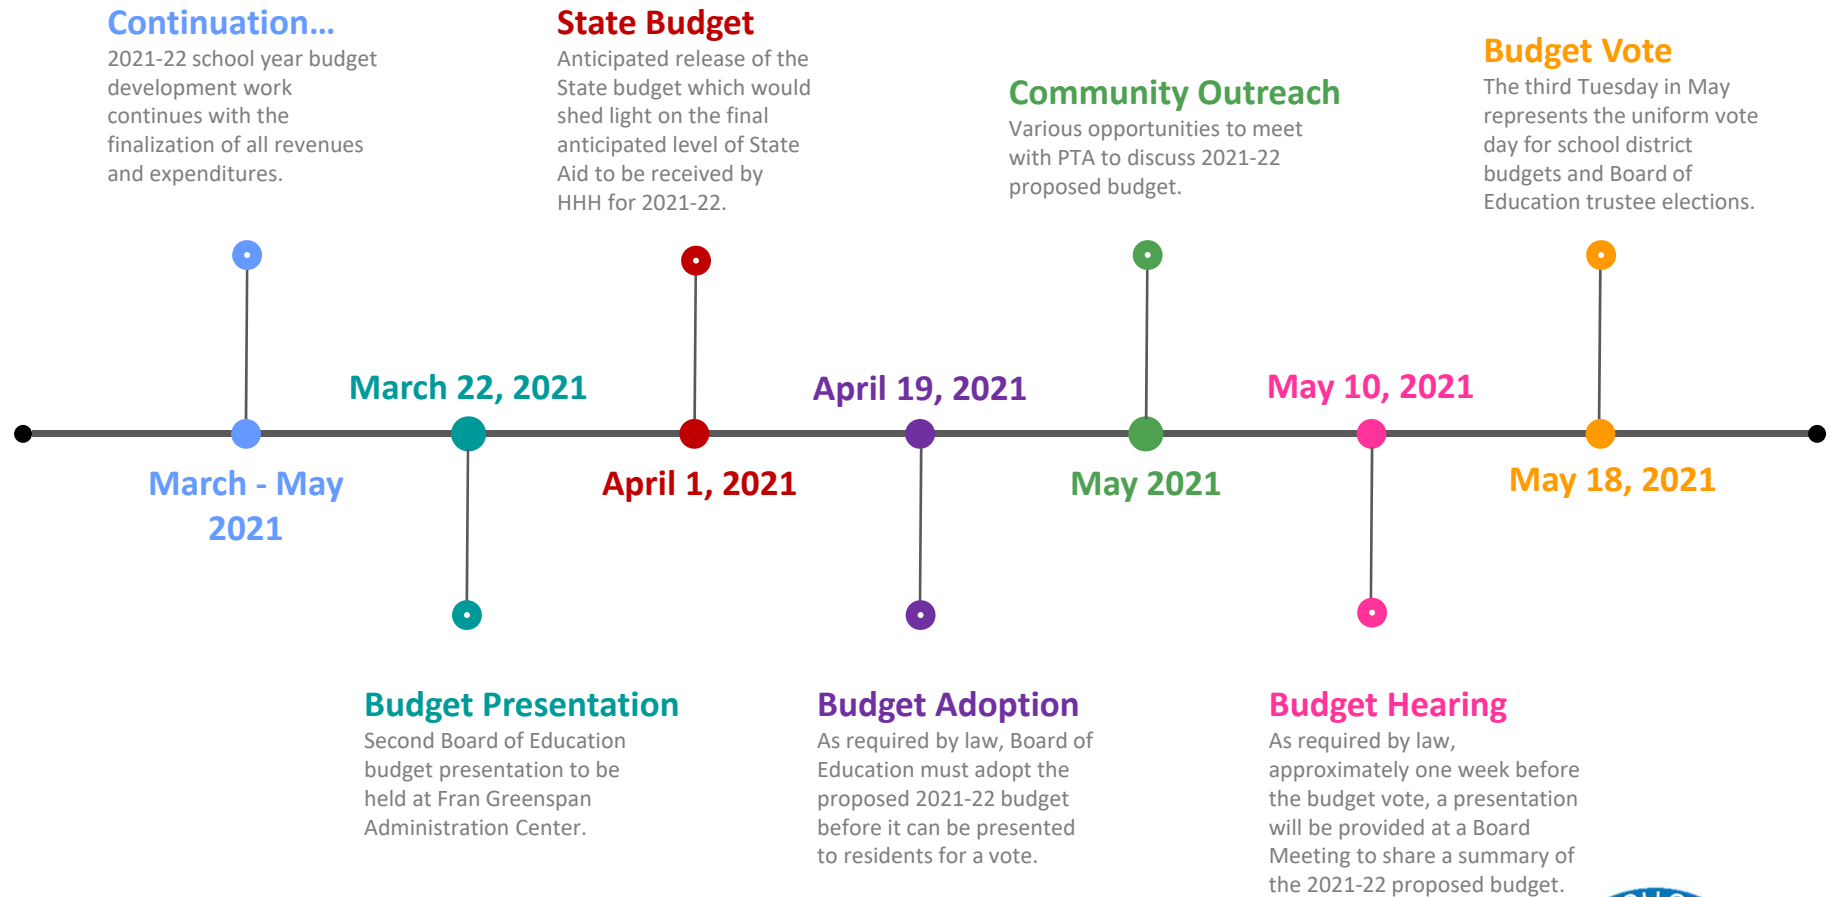 Continuation...
2021-22 school year budget
development work
continues with the
finalization of all revenues
and expenditures.
State Budget
Anticipated release of the
State budget which would
shed light on the final
anticipated level of State
Aid to be received by
HHH for 2021-22.
Community Outreach
Various opportunities to meet
with PTA to discuss 2021-22
proposed budget.
Budget Vote
The third Tuesday in May
represents the uniform vote
day for school district
budgets and Board of
Education trustee elections.
March 22, 2021
April 19, 2021
May 10, 2021
March - May
2021
April 1, 2021
May 2021
May 18, 2021
Budget Presentation
Second Board of Education
budget presentation to be
held at Fran Greenspan
Administration Center.
Budget Adoption
As required by law, Board of
Education must adopt the
proposed 2021-22 budget
before it can be presented
to residents for a vote.
Budget Hearing
As required by law,
approximately one week before
the budget vote, a presentation
will be provided at a Board
Meeting to share a summary of
the 2021-22 proposed budget.